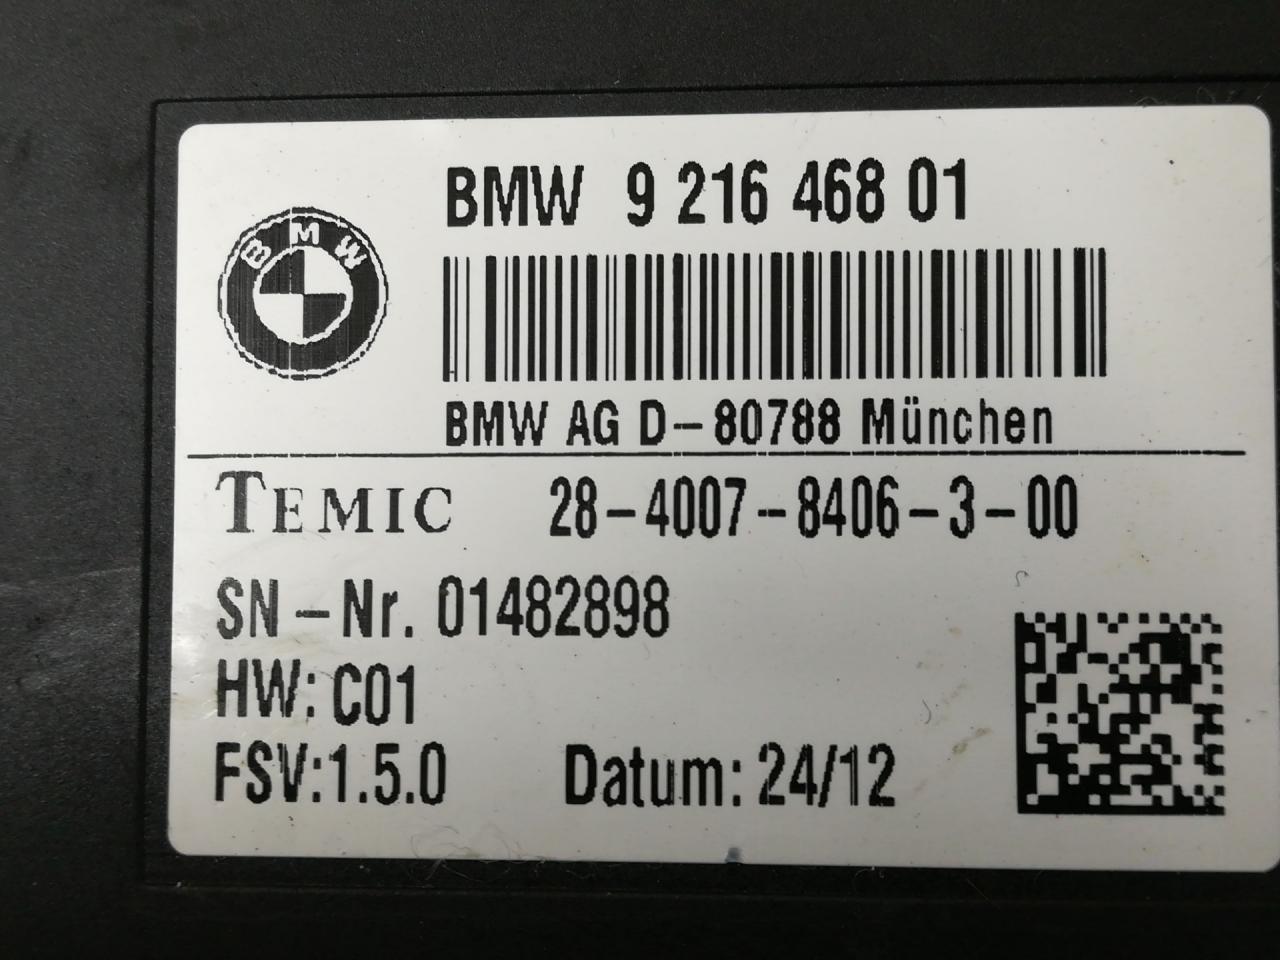 BMW 9 216 468 01
BMW
BMW AG D-80788 München
TEMIC 28-4007-8406-3-00
SN-Nr. 01482898
HW: C01
FSV:1.5.0 Datum: 24/12